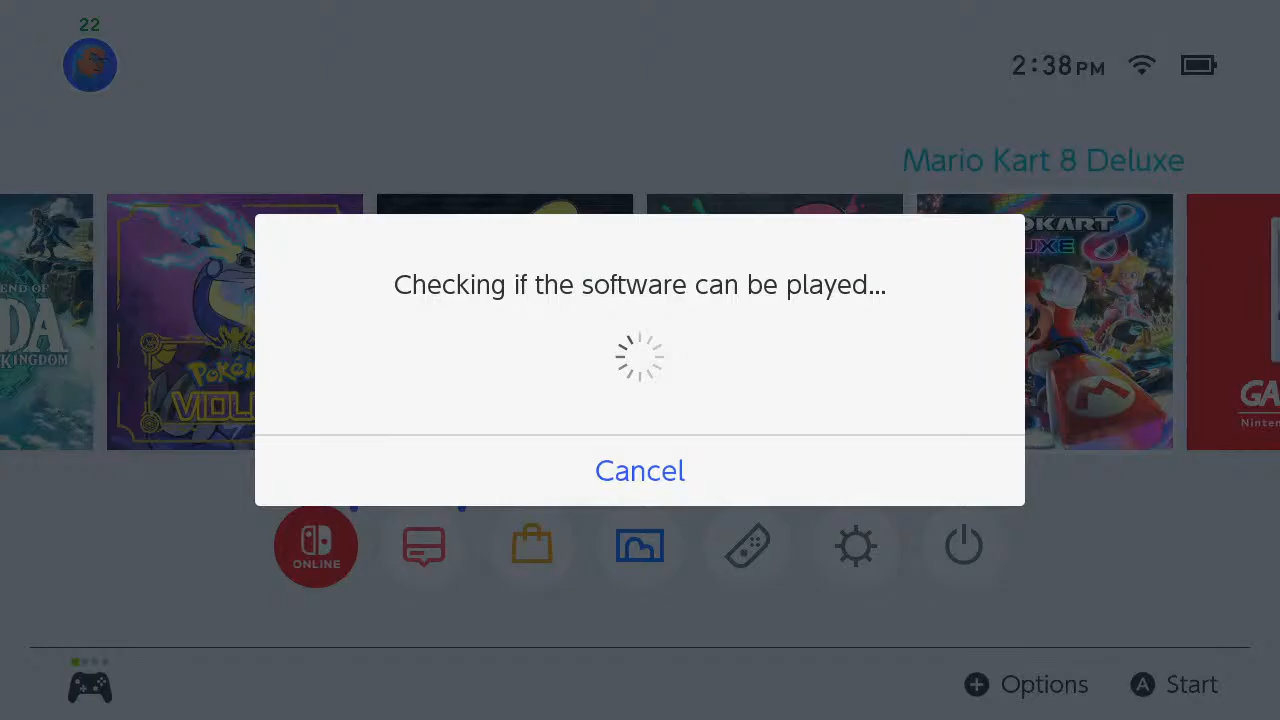 22
2:38 PM
Mario Kart 8 Deluxe
KINGDOM
Checking if the software can be played...
Cancel
ONLINE
Options
A Start